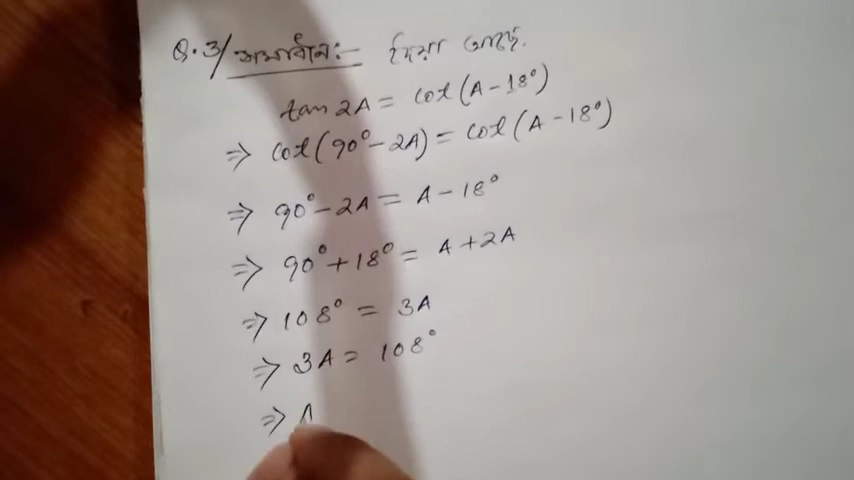 Q.3/ সমাধান:- দিয়া আছে.
tan 2A = cot (A - 18°)
⇒ cot (90° - 2A) = cot (A - 18°)
⇒ 90° - 2A = A - 18°
⇒ 90° + 18° = A + 2A
⇒ 108° = 3A
⇒ 3A = 108°
⇒ A